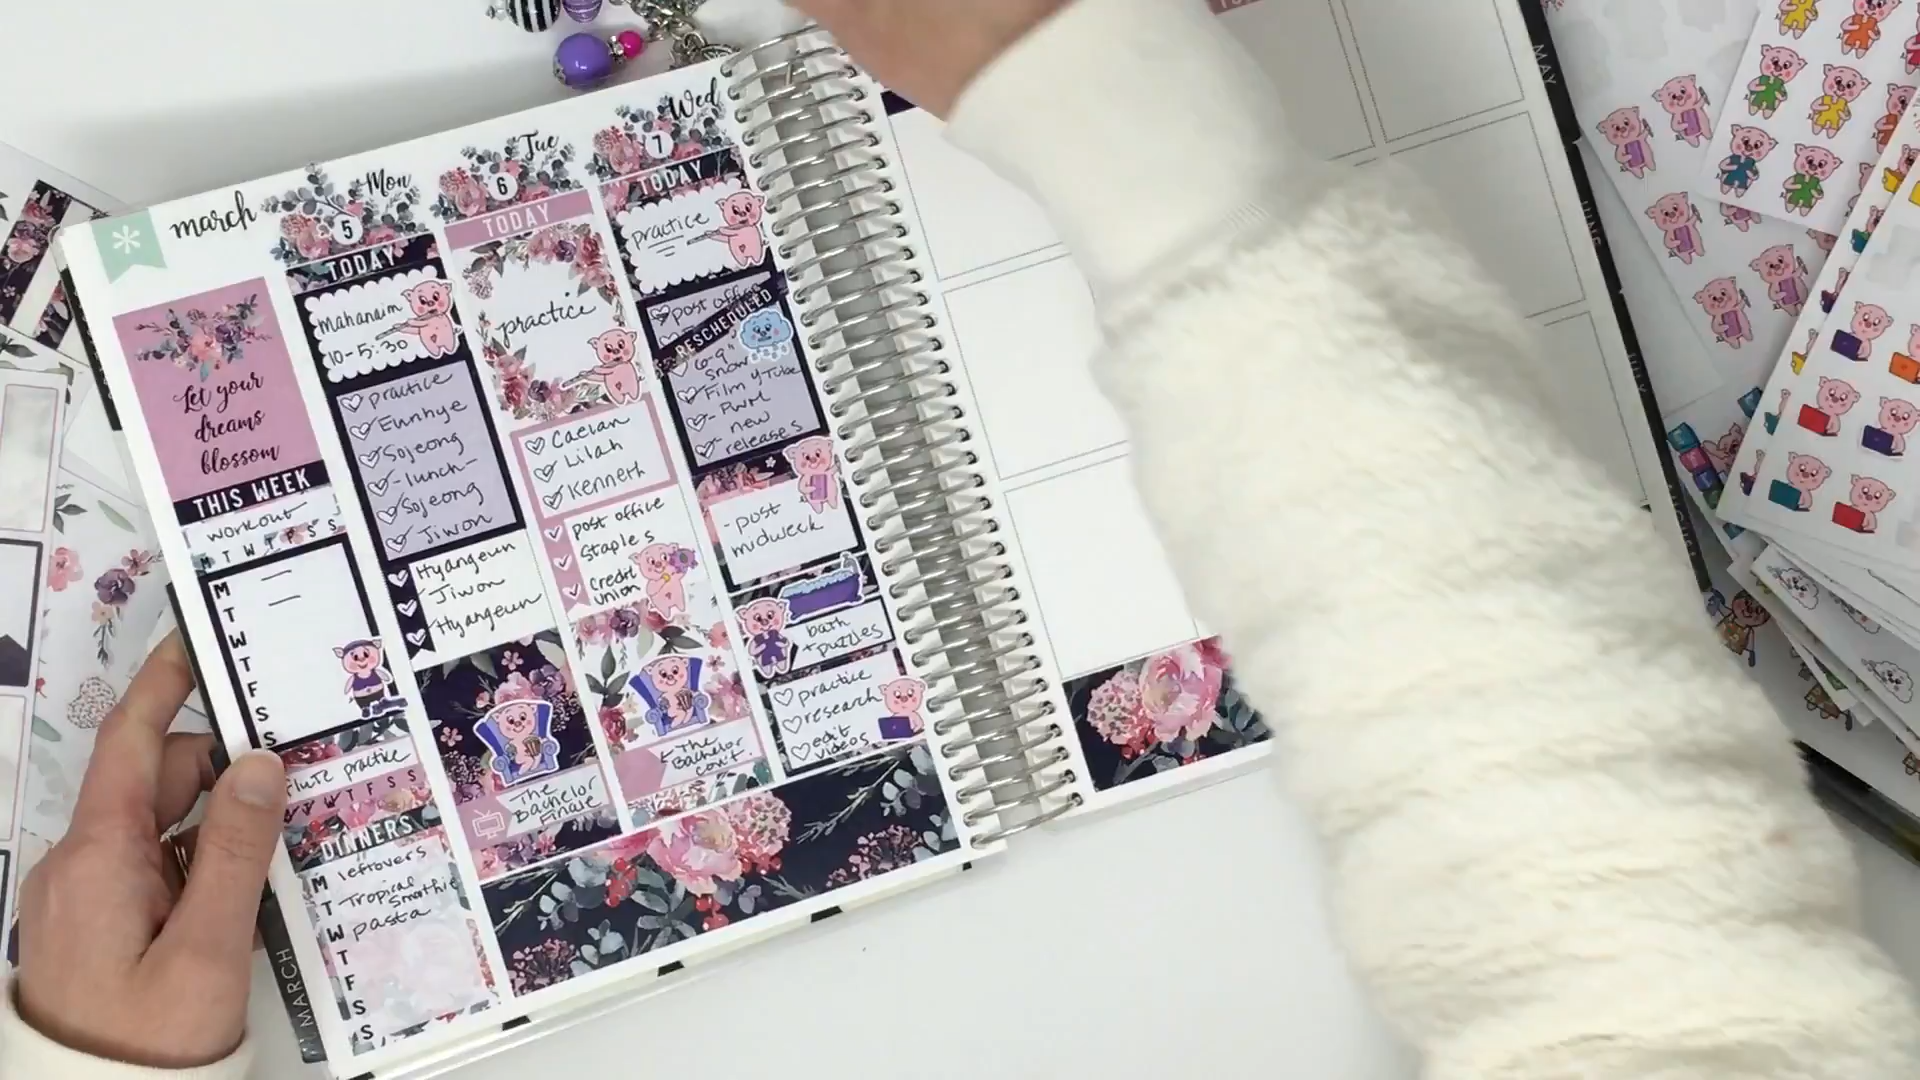 march
Let your
dreams
blossom
THIS WEEK
workout
M T W T F S S
M
T
W
T
F
S
S
flute practice
M T W T F S S
DINNERS
M leftovers
T Tropical
Smoothie
W pasta
T
F
S
S
Mon
5
TODAY
Mahanaim
10-5:30
practice
Eunhye
Sojeong
-lunch-
Sojeong
Jiwon
Hyangeun
Jiwon
Hyangeun
The
Bachelor
Finale
Tue
6
TODAY
practice
Caelan
Lilah
Kenneth
post office
Staples
Credit
union
The
Bachelor
con't.
Wed
7
TODAY
practice
post office
RESCHEDULED
6-9"
snow
Film YTube
- PWM
- new
releases
- post
midweek
bath
+puzzles
practice
research
edit
videos
MARCH
MAY
JUNE
JULY